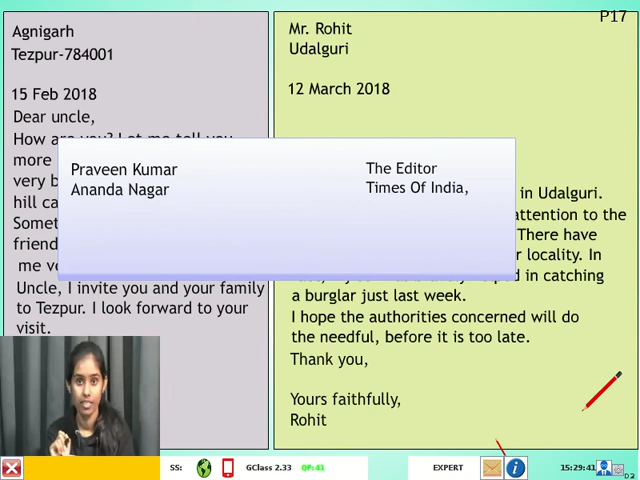 P17
Agnigarh
Tezpur-784001
15 Feb 2018
Dear uncle,
How are you? Let me tell you
more
very b
hill ca
Somet
friend
me ve
Uncle, I invite you and your family
to Tezpur. I look forward to your
visit.
Mr. Rohit
Udalguri
12 March 2018
in Udalguri.
attention to the
There have
r locality. In
in catching
a burglar just last week.
I hope the authorities concerned will do
the needful, before it is too late.
Thank you,
Yours faithfully,
Rohit
Praveen Kumar
Ananda Nagar
The Editor
Times Of India,
SS:
GClass 2.33
QP:41
EXPERT
15:29:41